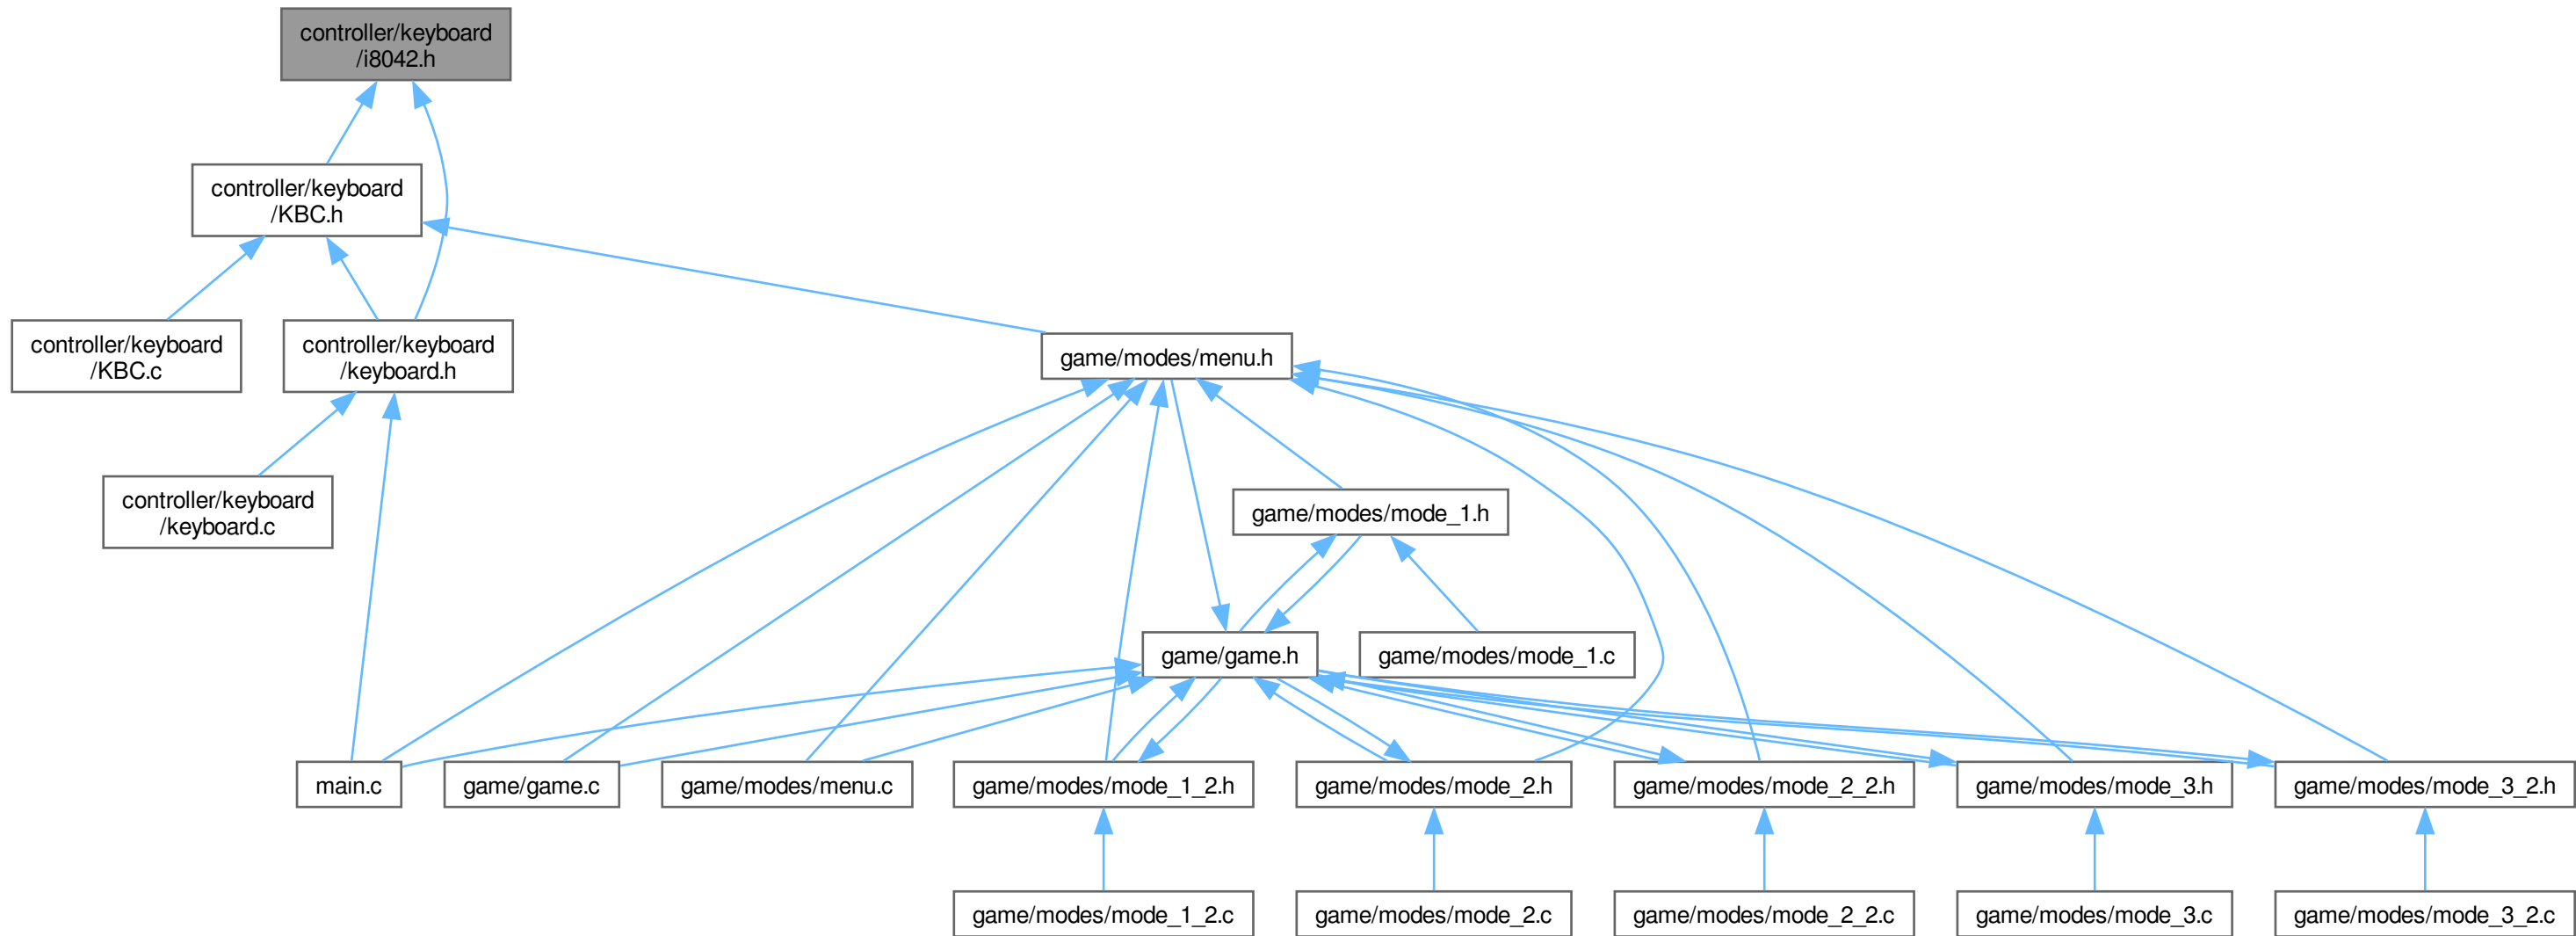 controller/keyboard
/i8042.h
controller/keyboard
/KBC.h
controller/keyboard
/KBC.c
controller/keyboard
/keyboard.h
game/modes/menu.h
controller/keyboard
/keyboard.c
game/modes/mode_1.h
game/game.h
game/modes/mode_1.c
main.c
game/game.c
game/modes/menu.c
game/modes/mode_1_2.h
game/modes/mode_2.h
game/modes/mode_2_2.h
game/modes/mode_3.h
game/modes/mode_3_2.h
game/modes/mode_1_2.c
game/modes/mode_2.c
game/modes/mode_2_2.c
game/modes/mode_3.c
game/modes/mode_3_2.c